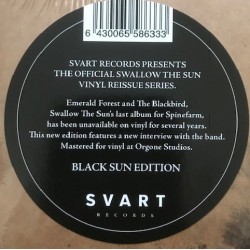 6 430065 586333
SVART RECORDS PRESENTS
THE OFFICIAL SWALLOW THE SUN
VINYL REISSUE SERIES.
Emerald Forest and The Blackbird,
Swallow The Sun's last album for Spinefarm,
has been unavailable on vinyl for several years.
This new edition features a new interview with the band.
Mastered for vinyl at Orgone Studios.
BLACK SUN EDITION
SVART
RECORDS